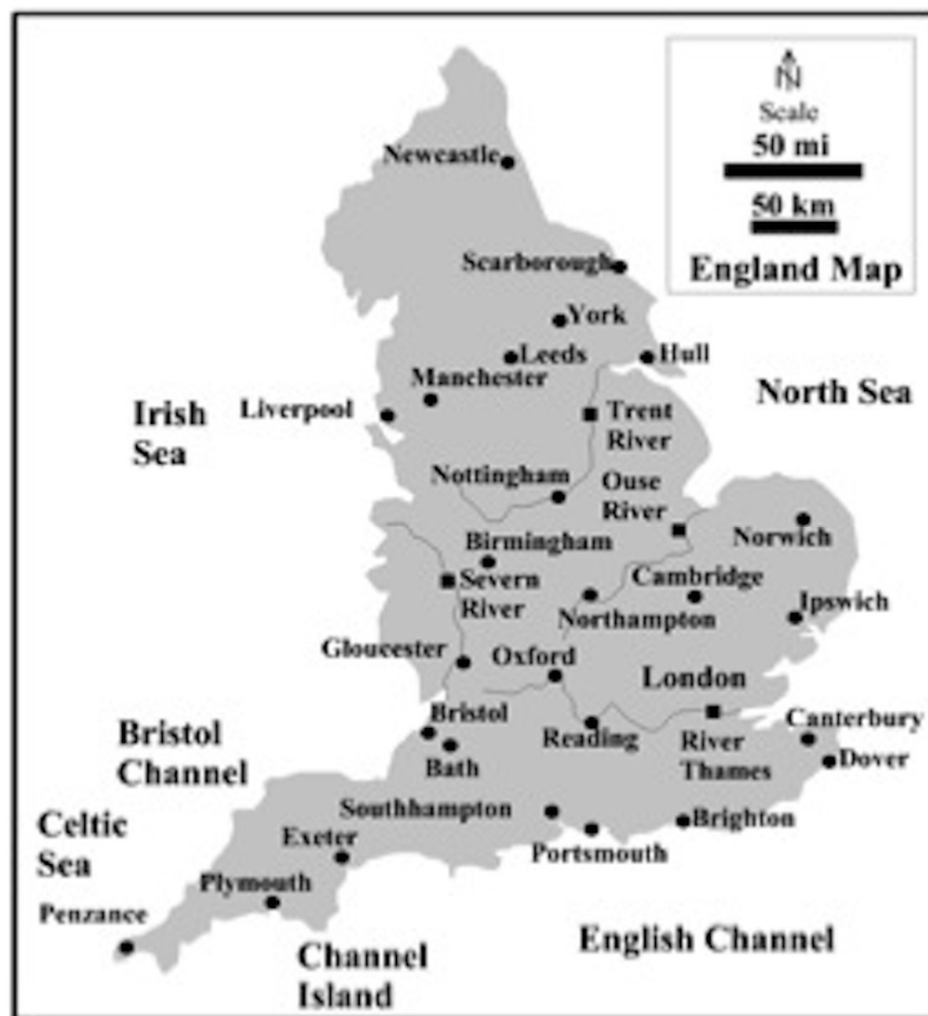 N
Scale
50 mi
50 km
England Map
Newcastle
Scarborough
York
Leeds
Hull
Manchester
North Sea
Irish
Sea
Liverpool
Trent
River
Nottingham
Ouse
River
Norwich
Birmingham
Severn
River
Cambridge
Ipswich
Northampton
Gloucester
Oxford
London
Bristol
Canterbury
Bristol
Channel
Reading
River
Thames
Dover
Bath
Southhampton
Brighton
Celtic
Sea
Exeter
Portsmouth
Plymouth
Penzance
English Channel
Channel
Island